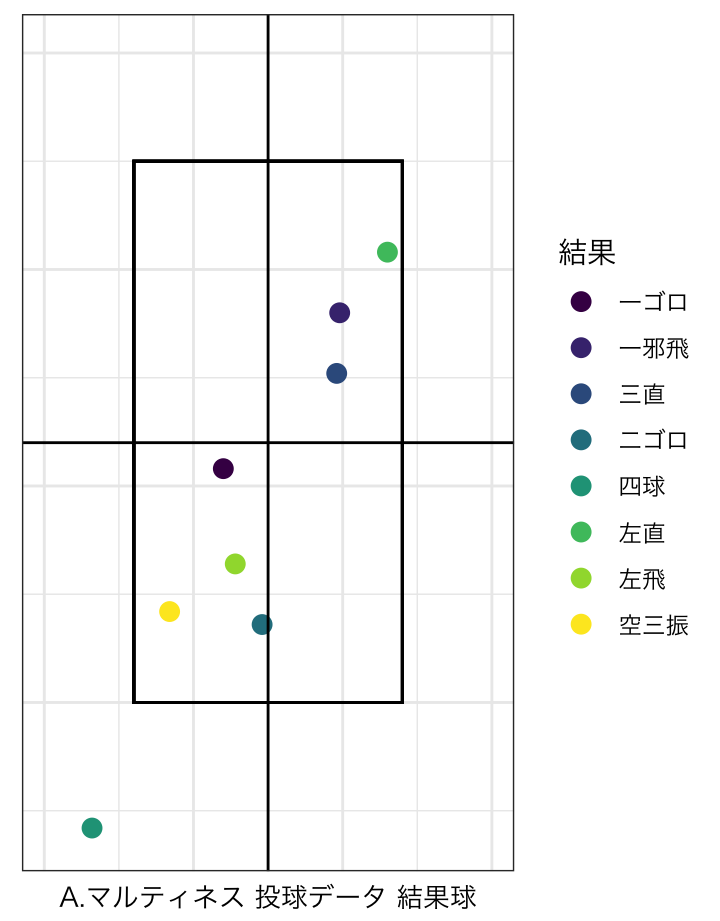 結果
一ゴロ
一邪飛
三直
二ゴロ
四球
左直
左飛
空三振
A.マルティネス 投球データ 結果球